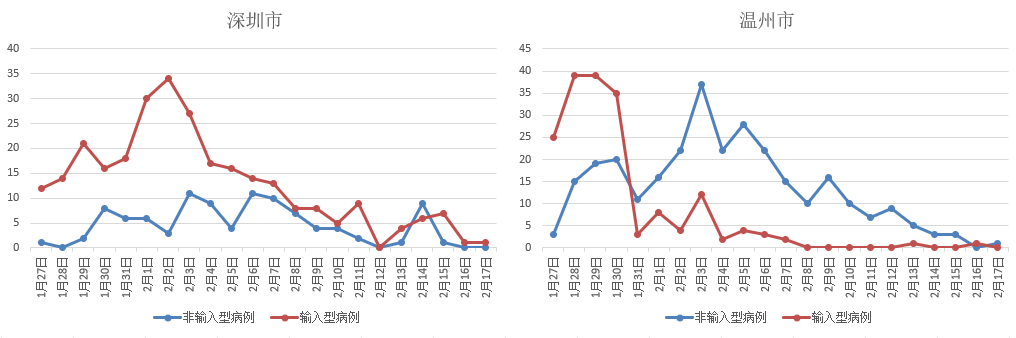 深圳市
40
35
30
25
20
15
10
5
0
1月27日
1月28日
1月29日
1月30日
1月31日
2月1日
2月2日
2月3日
2月4日
2月5日
2月6日
2月7日
2月8日
2月9日
2月10日
2月11日
2月12日
2月13日
2月14日
2月15日
2月16日
2月17日
非输入型病例 输入型病例
温州市
45
40
35
30
25
20
15
10
5
0
1月27日
1月28日
1月29日
1月30日
1月31日
2月1日
2月2日
2月3日
2月4日
2月5日
2月6日
2月7日
2月8日
2月9日
2月10日
2月11日
2月12日
2月13日
2月14日
2月15日
2月16日
2月17日
非输入型病例 输入型病例